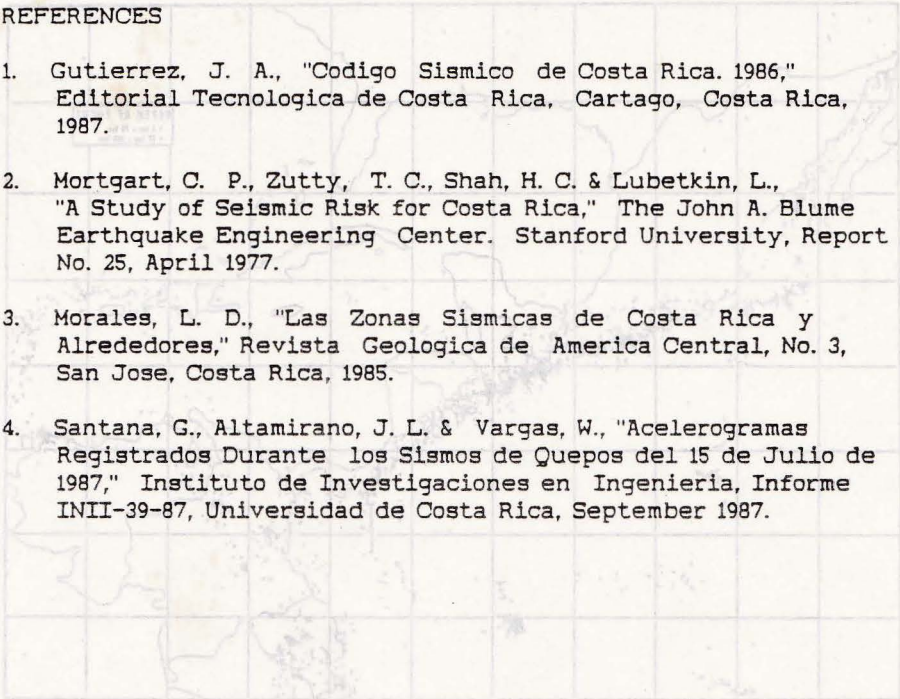 REFERENCES
1. Gutierrez, J. A., "Codigo Sismico de Costa Rica. 1986,"
Editorial Tecnologica de Costa Rica, Cartago, Costa Rica,
1987.
2. Mortgart, C. P., Zutty, T. C., Shah, H. C. & Lubetkin, L.,
"A Study of Seismic Risk for Costa Rica," The John A. Blume
Earthquake Engineering Center. Stanford University, Report
No. 25, April 1977.
3. Morales, L. D., "Las Zonas Sismicas de Costa Rica y
Alrededores," Revista Geologica de America Central, No. 3,
San Jose, Costa Rica, 1985.
4. Santana, G., Altamirano, J. L. & Vargas, W., "Acelerogramas
Registrados Durante los Sismos de Quepos del 15 de Julio de
1987," Instituto de Investigaciones en Ingenieria, Informe
INII-39-87, Universidad de Costa Rica, September 1987.